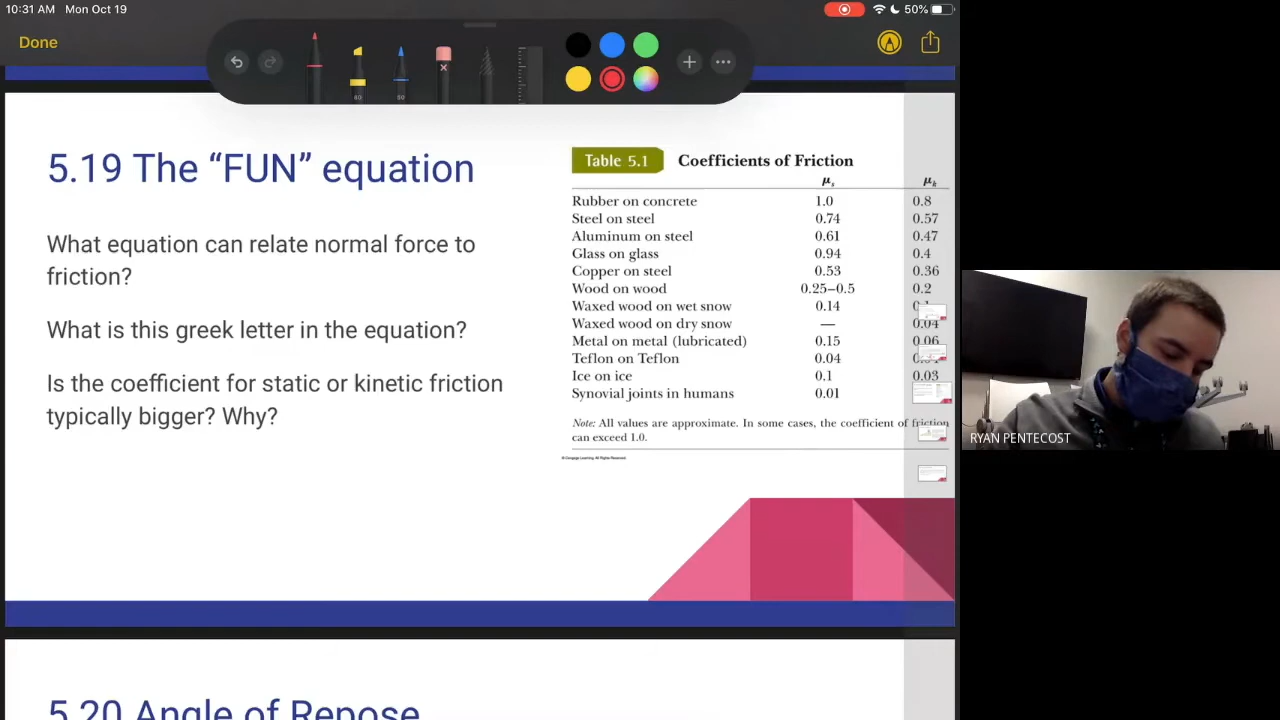 10:31 AM Mon Oct 19
50%
Done
80
50
5.19 The “FUN” equation
What equation can relate normal force to
friction?
What is this greek letter in the equation?
Is the coefficient for static or kinetic friction
typically bigger? Why?
Table 5.1 Coefficients of Friction
μs μk
Rubber on concrete 1.0 0.8
Steel on steel 0.74 0.57
Aluminum on steel 0.61 0.47
Glass on glass 0.94 0.4
Copper on steel 0.53 0.36
Wood on wood 0.25–0.5 0.2
Waxed wood on wet snow 0.14
Waxed wood on dry snow — 0.04
Metal on metal (lubricated) 0.15 0.06
Teflon on Teflon 0.04
Ice on ice 0.1 0.03
Synovial joints in humans 0.01
Note: All values are approximate. In some cases, the coefficient of friction
can exceed 1.0.
© Cengage Learning. All Rights Reserved.
RYAN PENTECOST
5.20 Angle of Repose